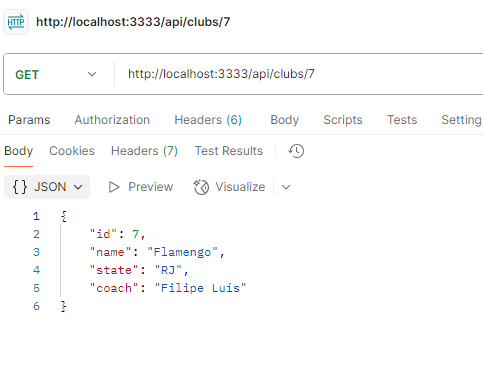 HTTP http://localhost:3333/api/clubs/7
GET http://localhost:3333/api/clubs/7
Params Authorization Headers (6) Body Scripts Tests Settings
Body Cookies Headers (7) Test Results
{} JSON Preview Visualize
1 {
2 "id": 7,
3 "name": "Flamengo",
4 "state": "RJ",
5 "coach": "Filipe Luís"
6 }